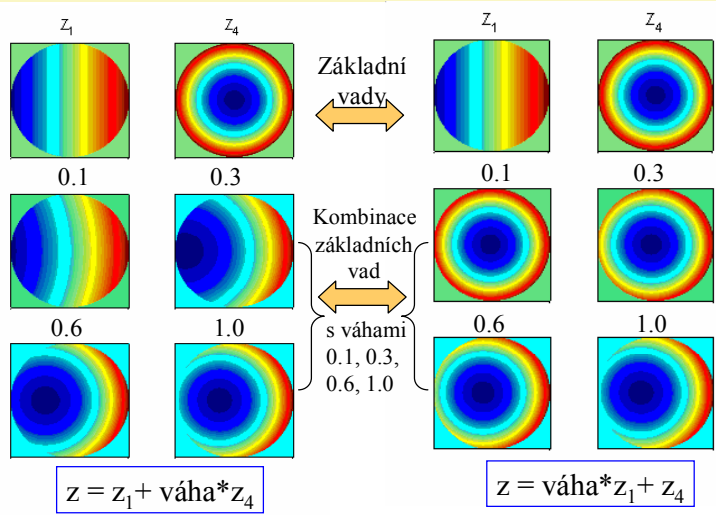 Z₁ Z₄
0.1 0.3
0.6 1.0
z = z₁+ váha*z₄
Základní
vady
Kombinace
základních
vad
s váhami
0.1, 0.3,
0.6, 1.0
Z₁ Z₄
0.1 0.3
0.6 1.0
z = váha*z₁+ z₄